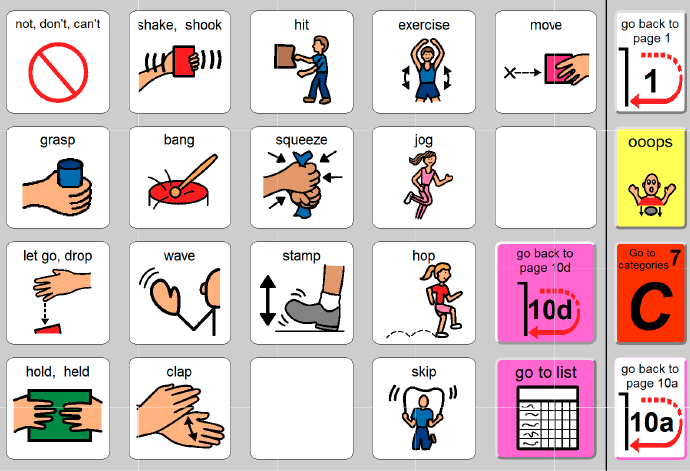 not, don't, can't
shake, shook
hit
exercise
move
go back to
page 1
1
grasp
bang
squeeze
jog
ooops
let go, drop
wave
stamp
hop
go back to
page 10d
10d
Go to
categories 7
C
hold, held
clap
skip
go to list
go back to
page 10a
10a